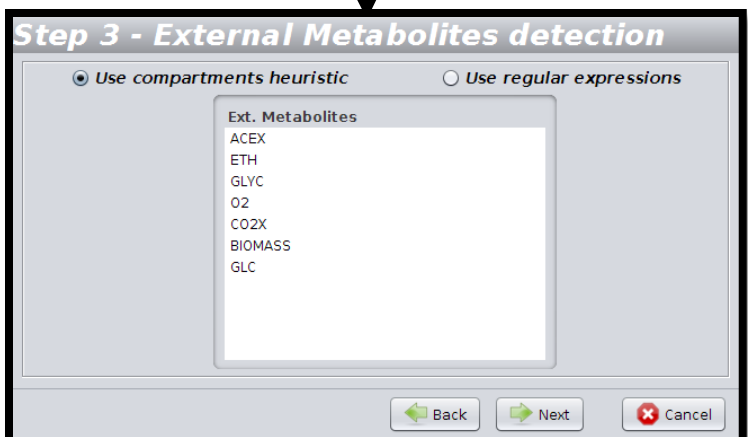 Step 3 - External Metabolites detection
Use compartments heuristic Use regular expressions
Ext. Metabolites
ACEX
ETH
GLYC
O2
CO2X
BIOMASS
GLC
Back Next Cancel